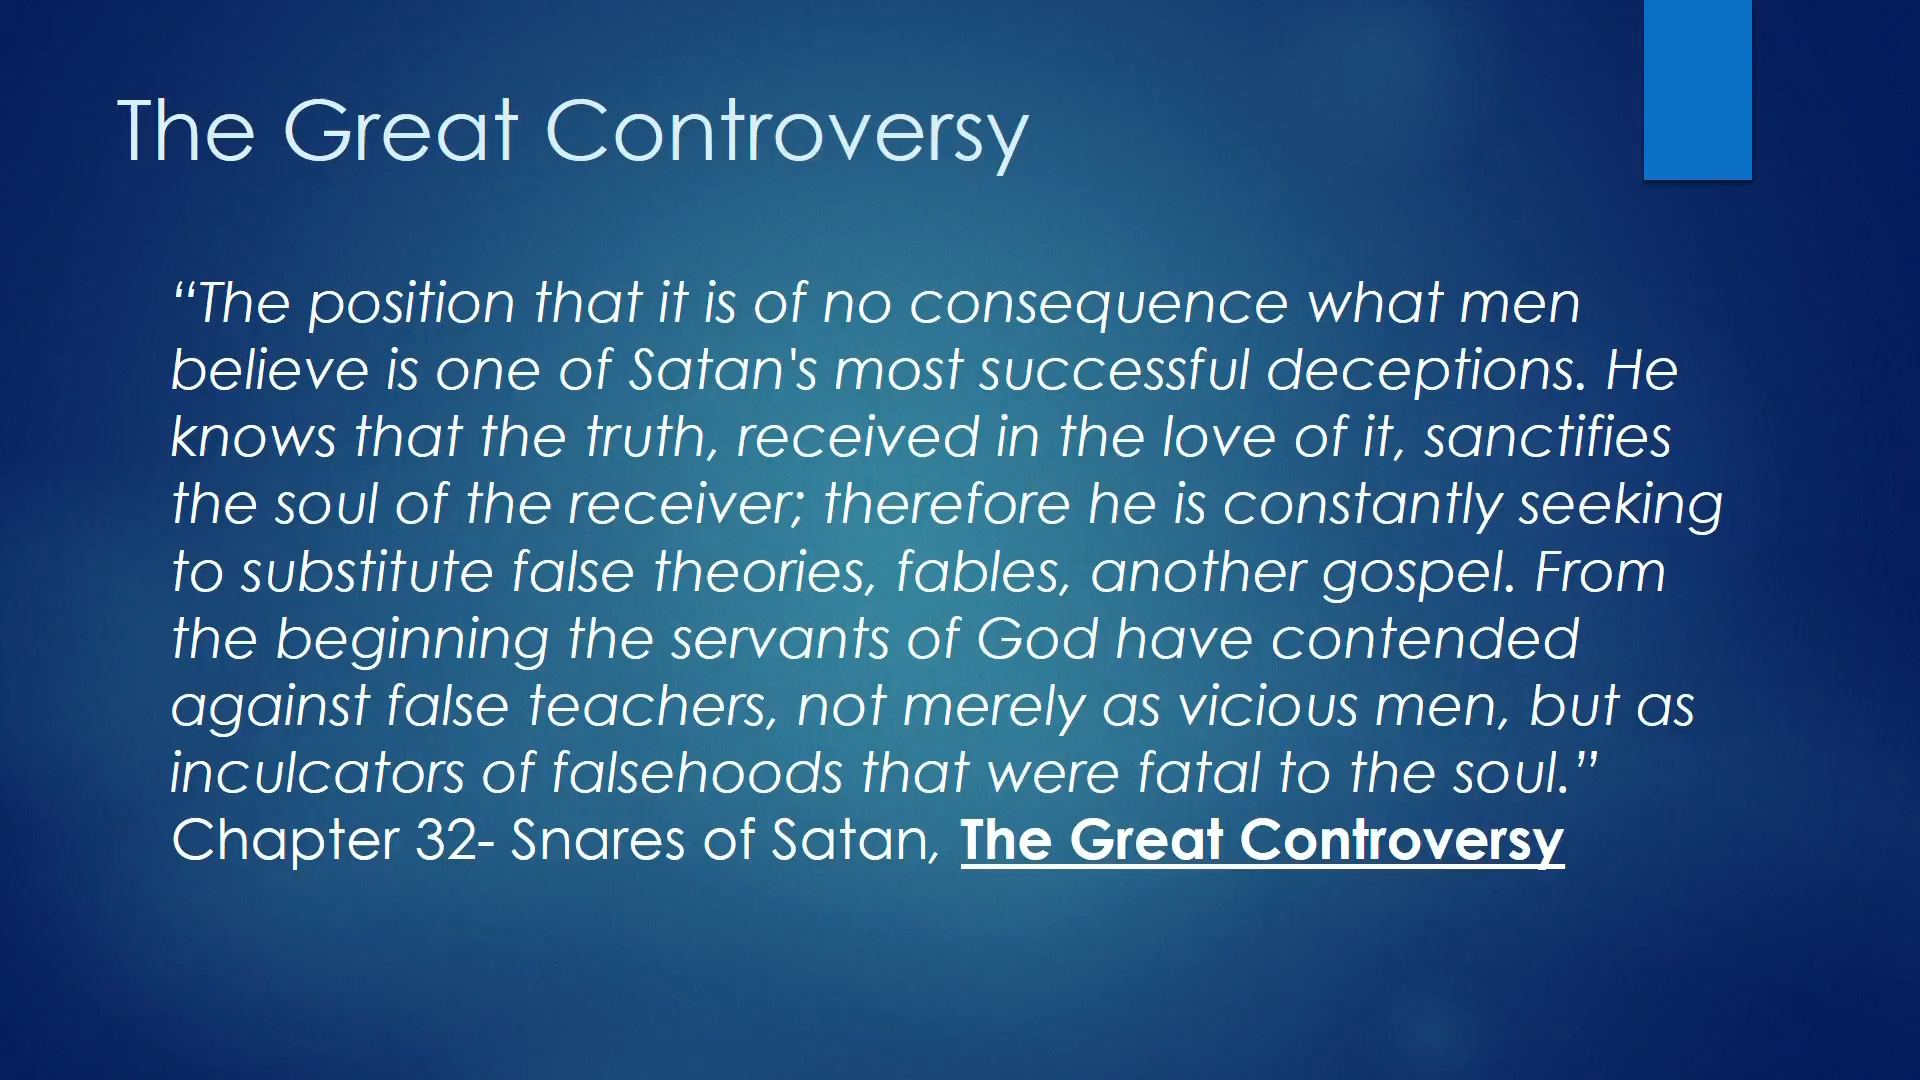 The Great Controversy
“The position that it is of no consequence what men
believe is one of Satan's most successful deceptions. He
knows that the truth, received in the love of it, sanctifies
the soul of the receiver; therefore he is constantly seeking
to substitute false theories, fables, another gospel. From
the beginning the servants of God have contended
against false teachers, not merely as vicious men, but as
inculcators of falsehoods that were fatal to the soul.”
Chapter 32- Snares of Satan, The Great Controversy